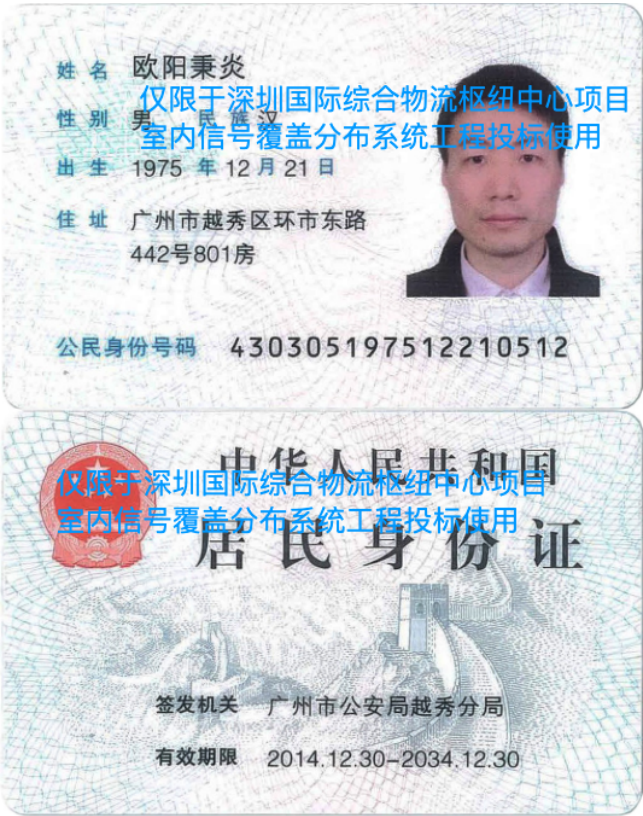 姓名 欧阳秉炎
仅限于深圳国际综合物流枢纽中心项目
性别 男 民族 汉
室内信号覆盖分布系统工程投标使用
出生 1975 年 12 月 21 日
住址 广州市越秀区环市东路
442号801房
公民身份号码 430305197512210512
中华人民共和国
仅限于深圳国际综合物流枢纽中心项目
室内信号覆盖分布系统工程投标使用
居民身份证
签发机关 广州市公安局越秀分局
有效期限 2014.12.30-2034.12.30